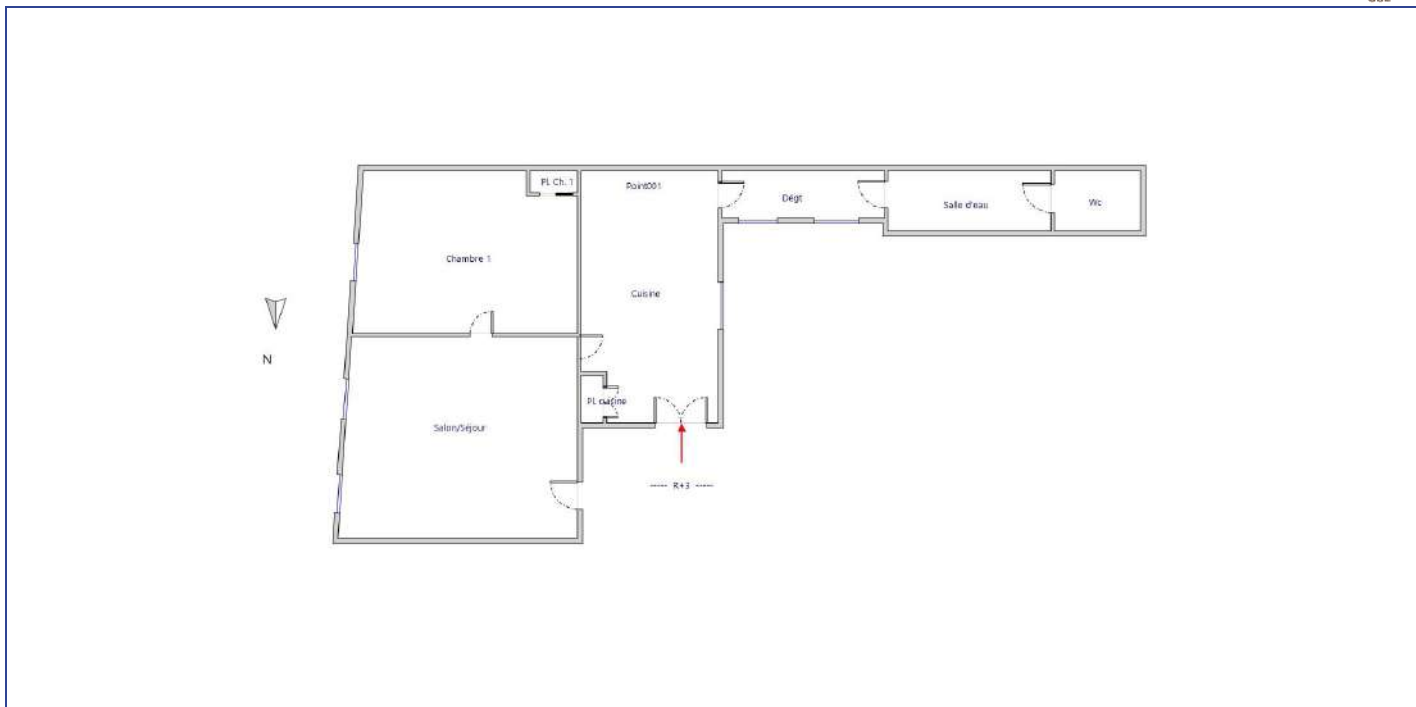 PL Ch. 1
Point001
Dégt
Salle d'eau
Wc
Chambre 1
Cuisine
N
PL cuisine
Salon/Séjour
----- R+3 -----